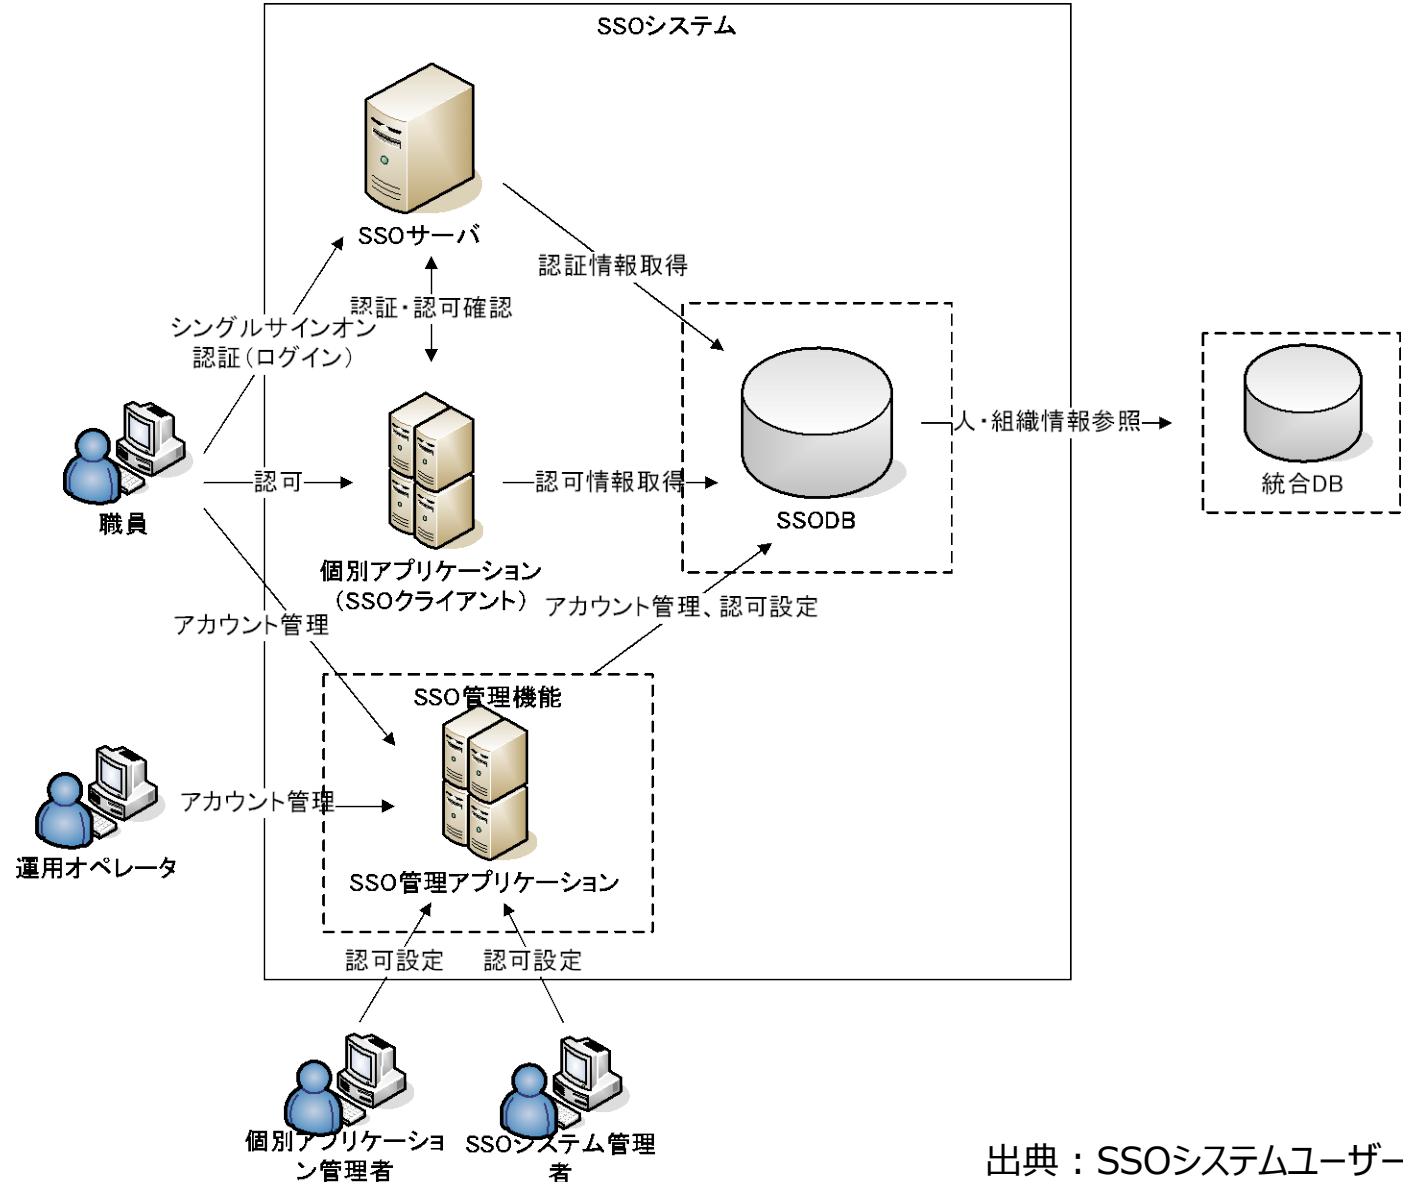 SSOシステム
SSOサーバ
認証情報取得
認証・認可確認
シングルサインオン
認証（ログイン）
人・組織情報参照
統合DB
認可
認可情報取得
SSODB
職員
個別アプリケーション
（SSOクライアント）
アカウント管理、認可設定
アカウント管理
SSO管理機能
アカウント管理
運用オペレータ
SSO管理アプリケーション
認可設定
認可設定
個別アプリケーショ
ン管理者
SSOシステム管理
者
出典：SSOシステムユーザー